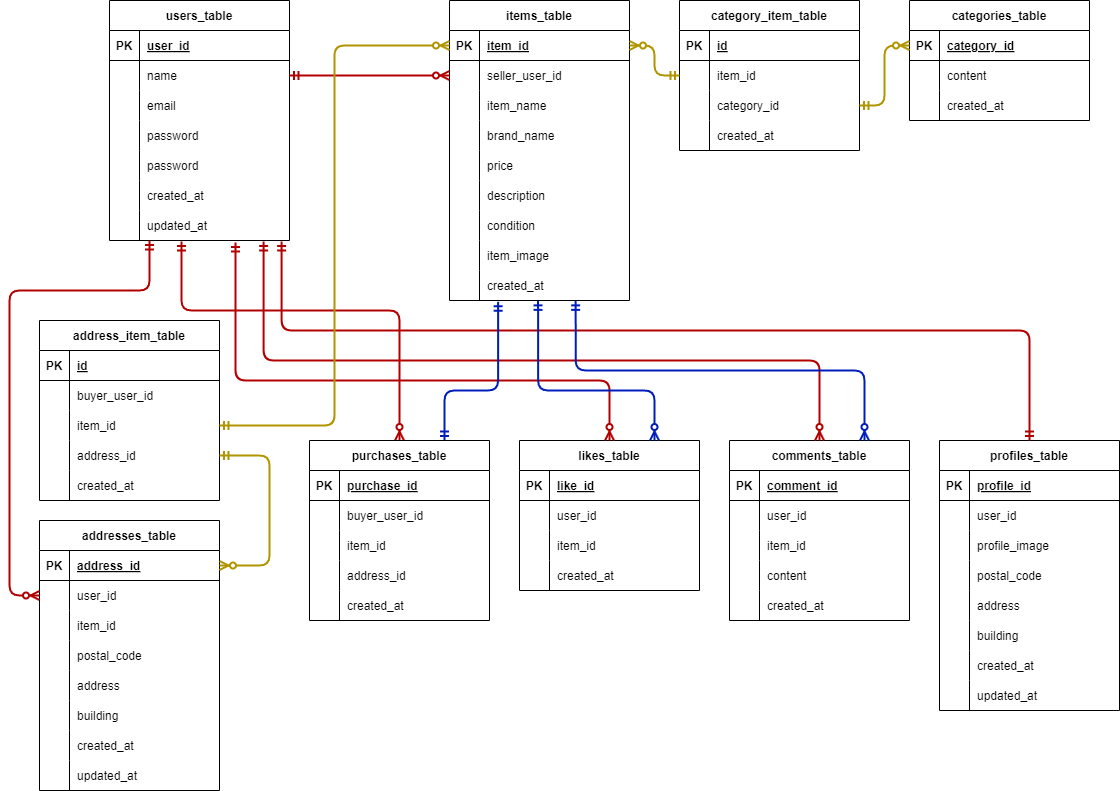 users_table
PK user_id
name
email
password
password
created_at
updated_at
items_table
PK item_id
seller_user_id
item_name
brand_name
price
description
condition
item_image
created_at
category_item_table
PK id
item_id
category_id
created_at
categories_table
PK category_id
content
created_at
address_item_table
PK id
buyer_user_id
item_id
address_id
created_at
addresses_table
PK address_id
user_id
item_id
postal_code
address
building
created_at
updated_at
purchases_table
PK purchase_id
buyer_user_id
item_id
address_id
created_at
likes_table
PK like_id
user_id
item_id
created_at
comments_table
PK comment_id
user_id
item_id
content
created_at
profiles_table
PK profile_id
user_id
profile_image
postal_code
address
building
created_at
updated_at